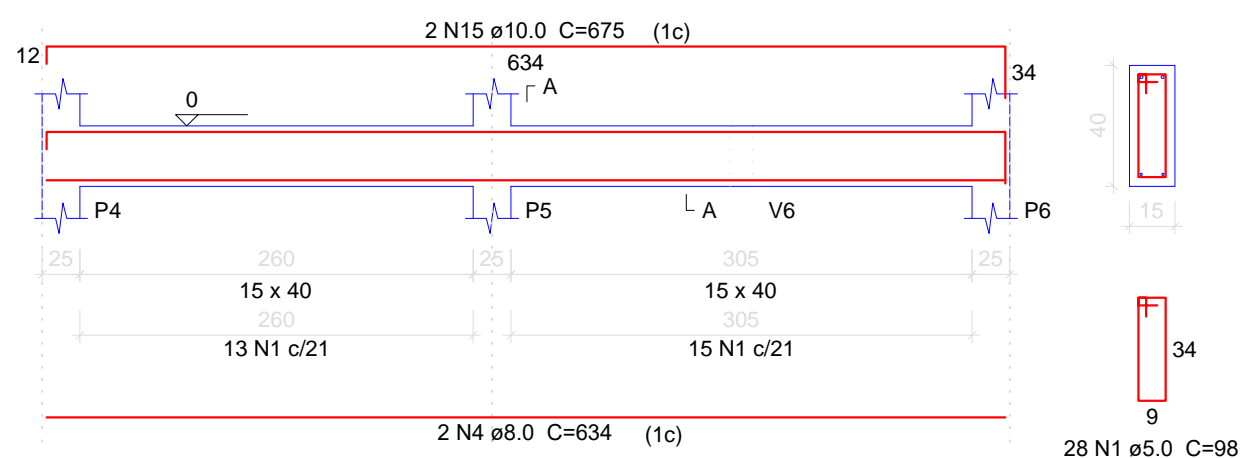 2 N15 ø10.0 C=675 (1c)
12
634
34
A
0
40
P4
P5
A
V6
P6
15
25
260
25
305
25
15 x 40
15 x 40
260
305
13 N1 c/21
15 N1 c/21
34
9
2 N4 ø8.0 C=634 (1c)
28 N1 ø5.0 C=98